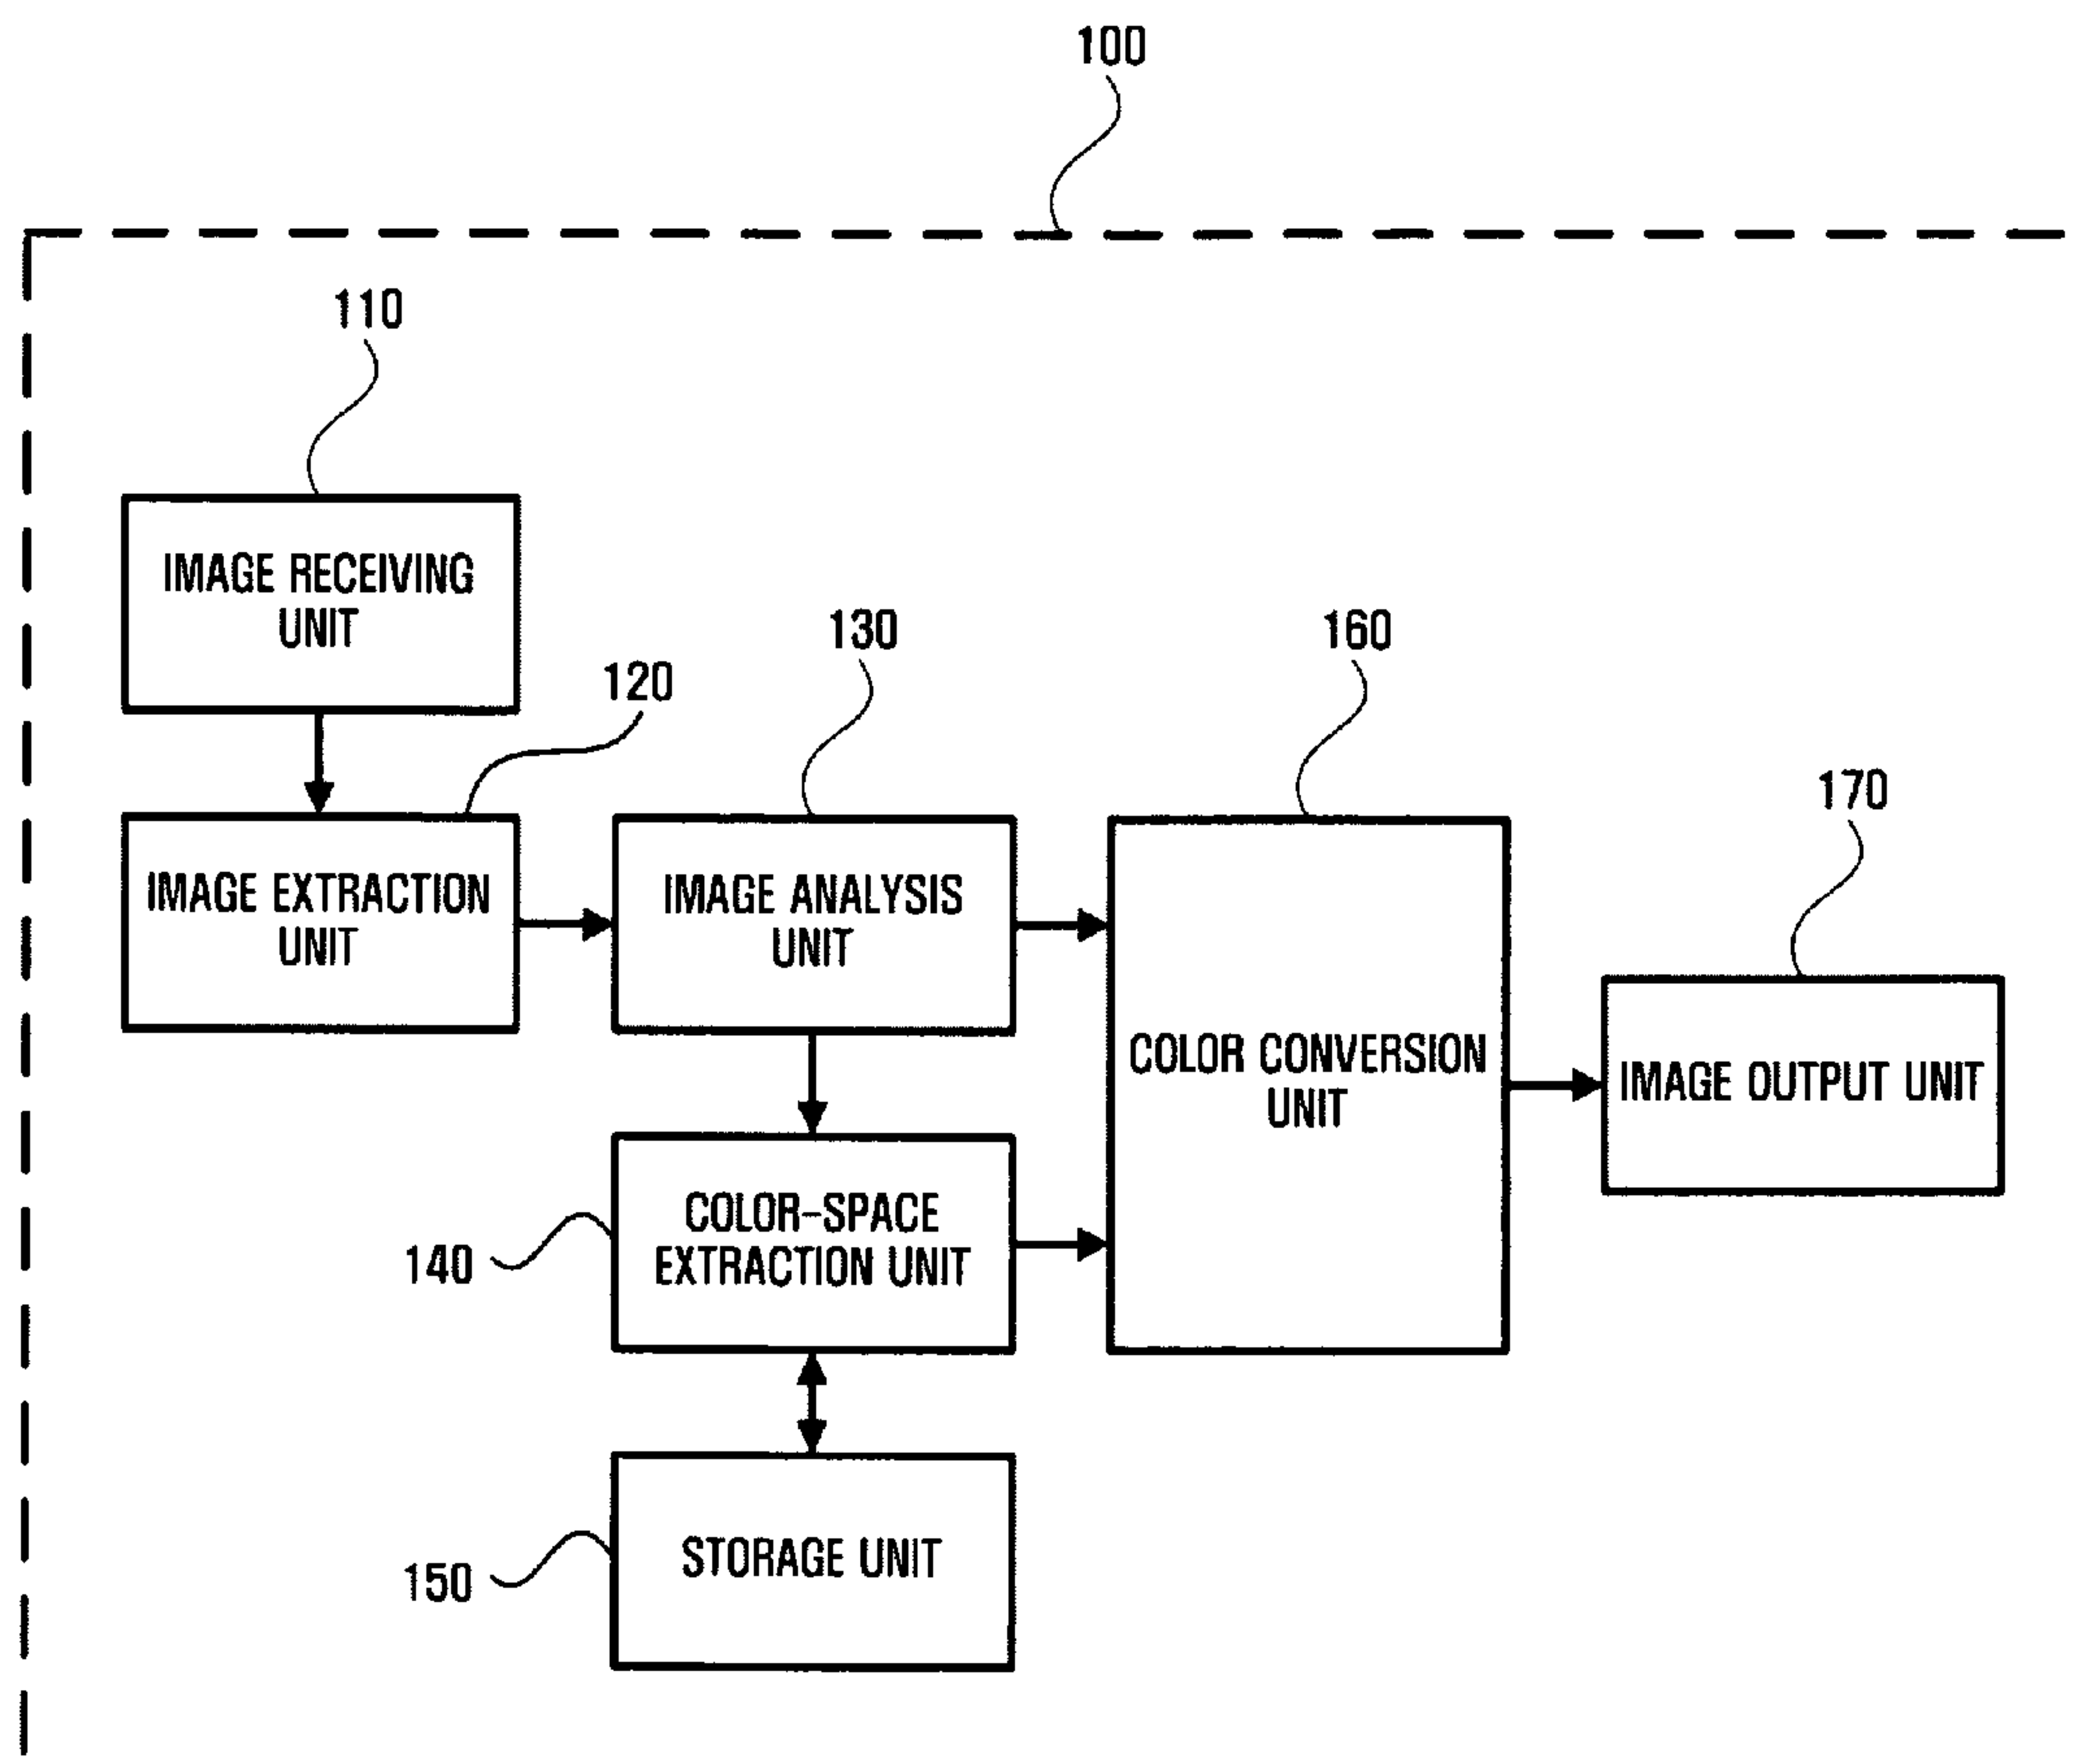 100
110
IMAGE RECEIVING
UNIT
120
IMAGE EXTRACTION
UNIT
130
IMAGE ANALYSIS
UNIT
140
COLOR-SPACE
EXTRACTION UNIT
150
STORAGE UNIT
160
COLOR CONVERSION
UNIT
170
IMAGE OUTPUT UNIT